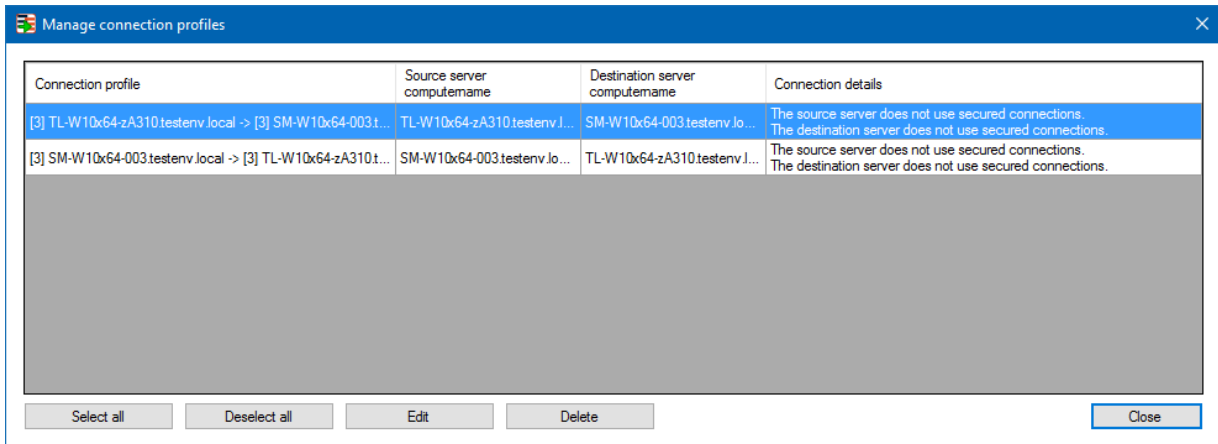 Manage connection profiles
Connection profile
Source server
computername
Destination server
computername
Connection details
[3] TL-W10x64-zA310.testenv.local -> [3] SM-W10x64-003.t...
TL-W10x64-zA310.testenv.l...
SM-W10x64-003.testenv.lo...
The source server does not use secured connections.
The destination server does not use secured connections.
[3] SM-W10x64-003.testenv.local -> [3] TL-W10x64-zA310.t...
SM-W10x64-003.testenv.lo...
TL-W10x64-zA310.testenv.l...
The source server does not use secured connections.
The destination server does not use secured connections.
Select all
Deselect all
Edit
Delete
Close